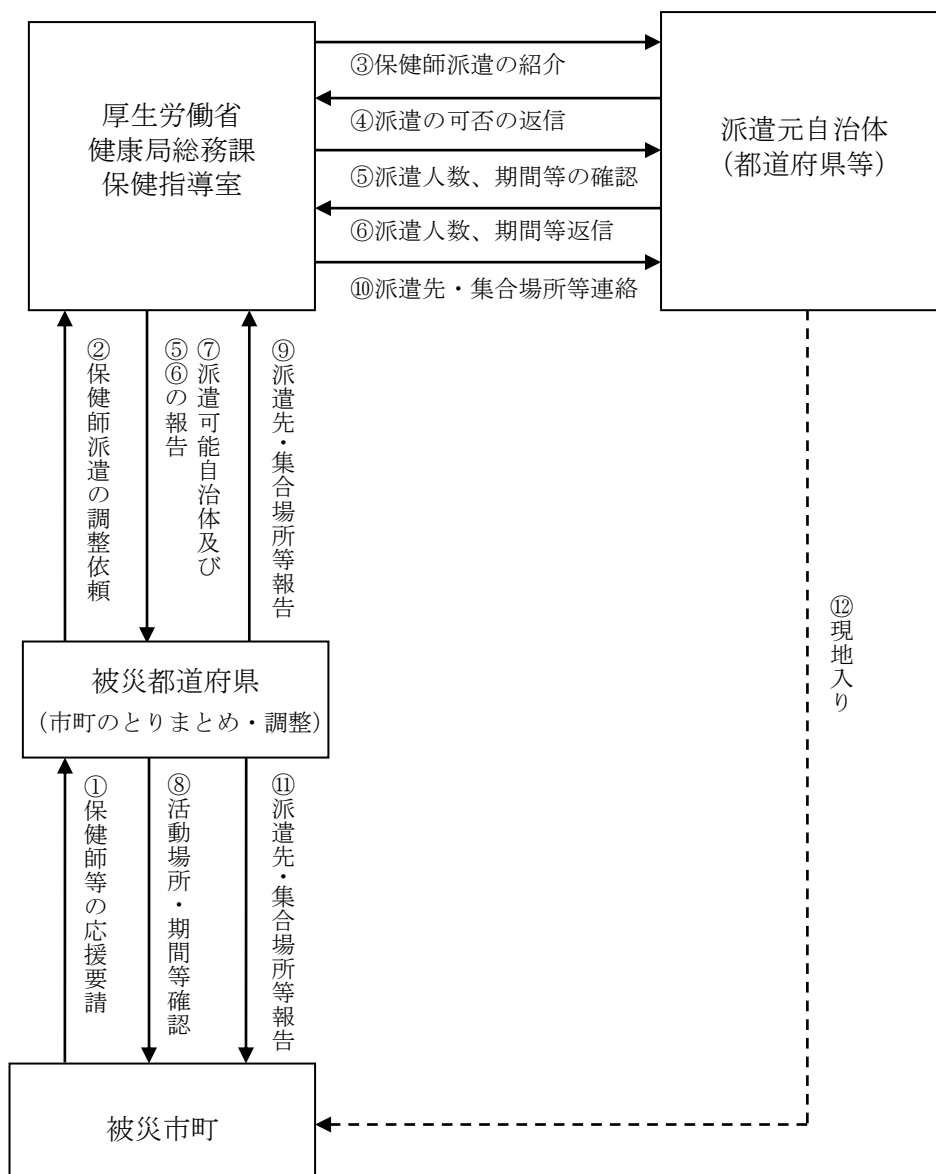 厚生労働省
健康局総務課
保健指導室
③保健師派遣の紹介
④派遣の可否の返信
⑤派遣人数、期間等の確認
⑥派遣人数、期間等返信
⑩派遣先・集合場所等連絡
派遣元自治体
(都道府県等)
②保健師派遣の調整依頼
⑦派遣可能自治体及び
⑤⑥の報告
⑨派遣先・集合場所等報告
⑫現地入り
被災都道府県
(市町のとりまとめ・調整)
①保健師等の応援要請
⑧活動場所・期間等確認
⑪派遣先・集合場所等報告
被災市町